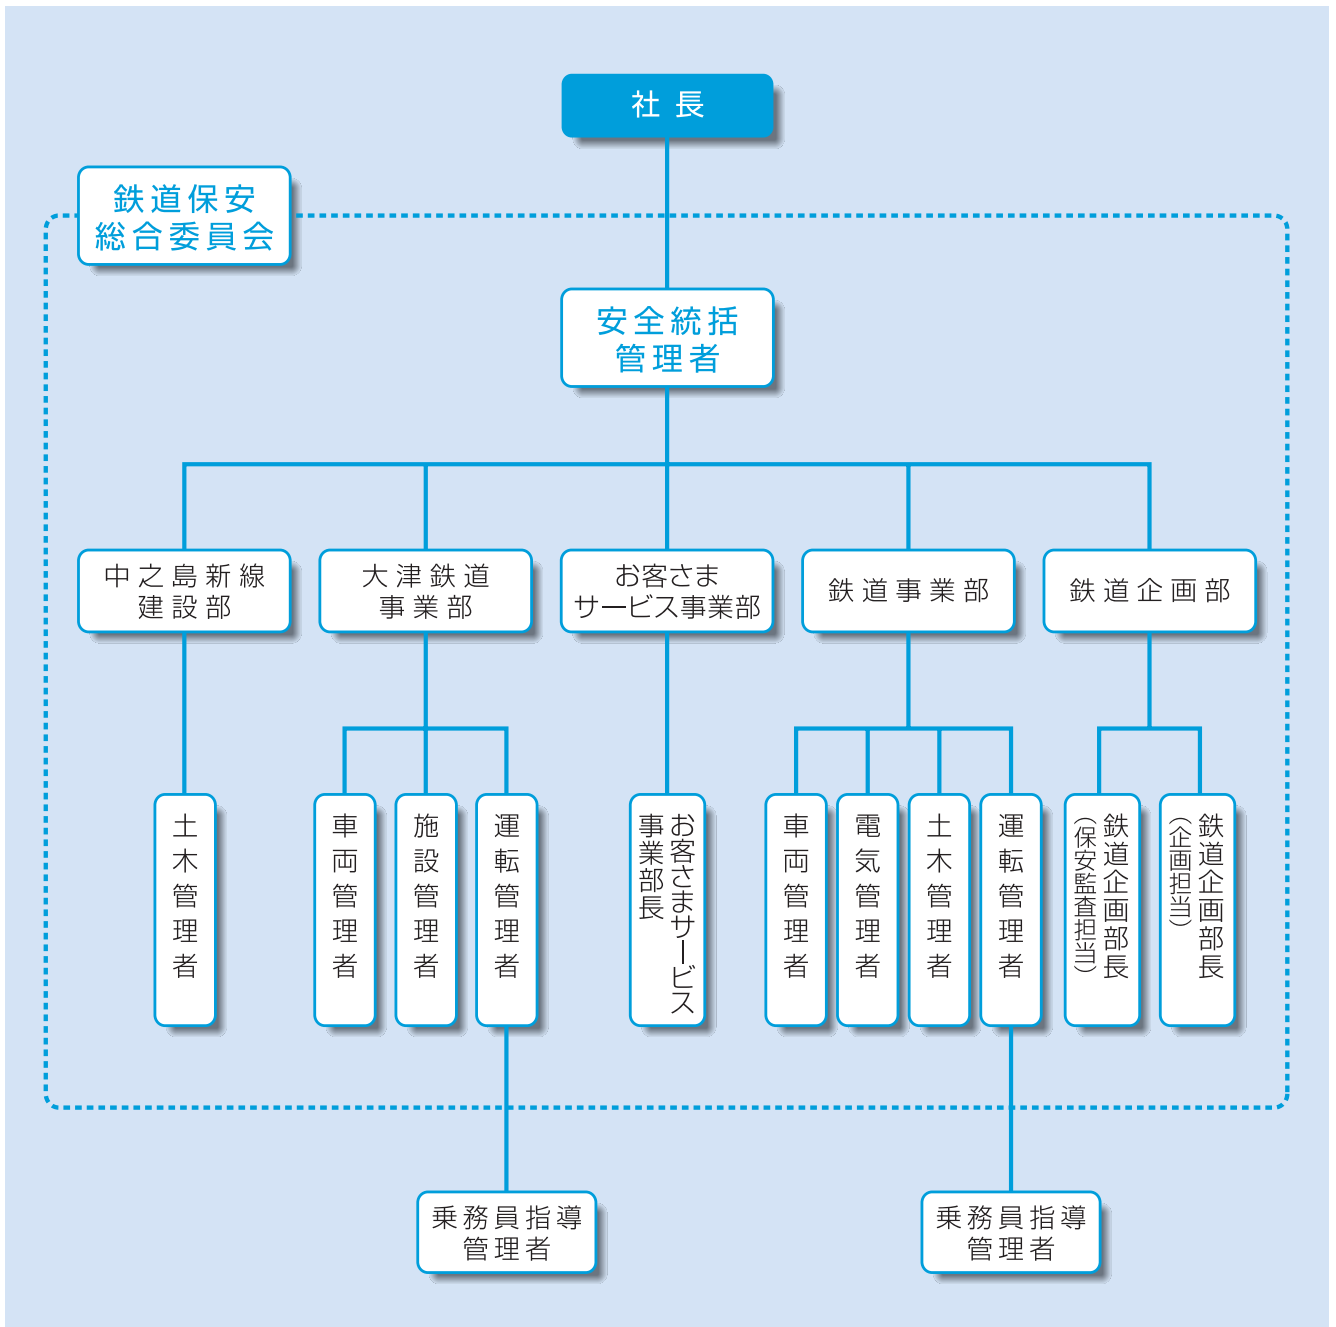 社長
鉄道保安
総合委員会
安全統括
管理者
中之島新線
建設部
大津鉄道
事業部
お客さま
サービス事業部
鉄道事業部
鉄道企画部
土木管理者
車両管理者
施設管理者
運転管理者
お客さまサービス
事業部長
車両管理者
電気管理者
土木管理者
運転管理者
鉄道企画部長
（保安監査担当）
鉄道企画部長
（企画担当）
乗務員指導
管理者
乗務員指導
管理者